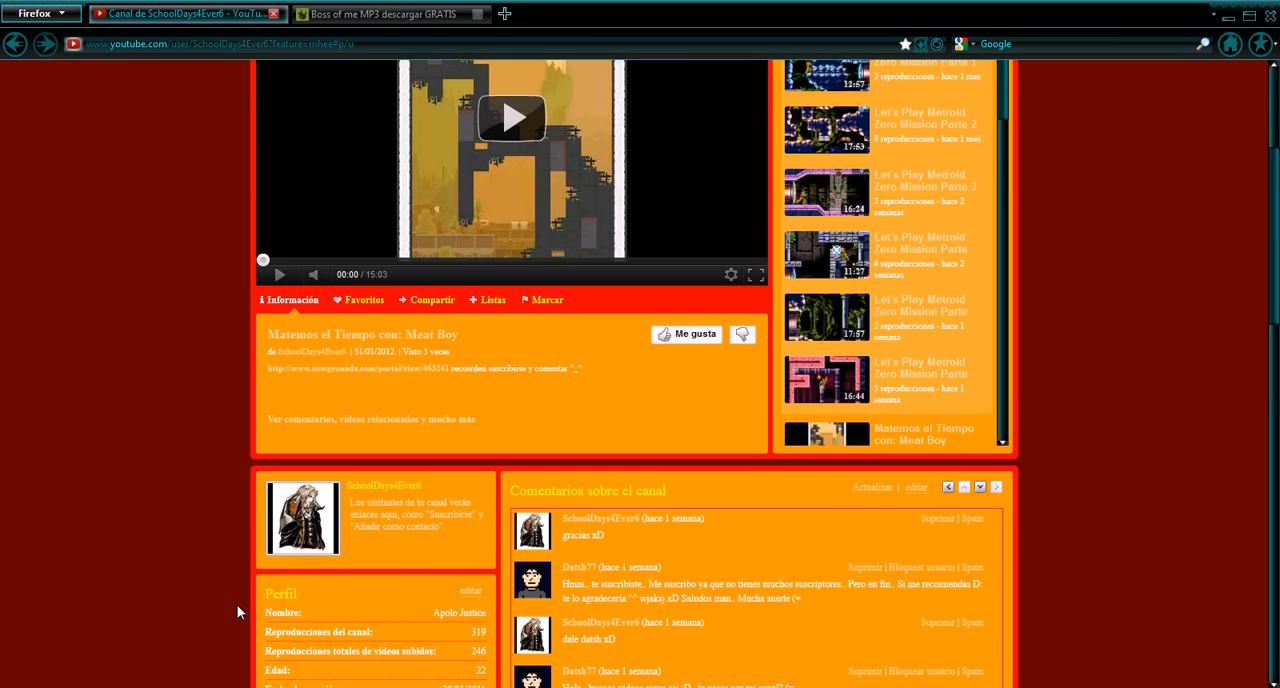 Firefox
Canal de SchoolDays4Ever6 - YouTu...
Boss of me MP3 descargar GRATIS
www.youtube.com/user/SchoolDays4Ever6?feature=mhee#p/u
Google
Zero Mission Parte 1
2 reproducciones - hace 1 mes
12:57
Let's Play Metroid
Zero Mission Parte 2
8 reproducciones - hace 1 mes
17:53
Let's Play Metroid
Zero Mission Parte 3
2 reproducciones - hace 2
semanas
16:24
Let's Play Metroid
Zero Mission Parte
4 reproducciones - hace 2
semanas
11:27
Let's Play Metroid
Zero Mission Parte
2 reproducciones - hace 1
semana
17:57
Let's Play Metroid
Zero Mission Parte
5 reproducciones - hace 1
semana
16:44
Matemos el Tiempo
con: Meat Boy
00:00 / 15:03
Información
Favoritos
Compartir
Listas
Marcar
Matemos el Tiempo con: Meat Boy
Me gusta
de SchoolDays4Ever6 | 31/01/2012 | Visto 5 veces
http://www.newgrounds.com/portal/view/463241 recuerden suscribirse y comentar ^_^
Ver comentarios, vídeos relacionados y mucho más
SchoolDays4Ever6
Los visitantes de tu canal verán
enlaces aquí, como "Suscribirse" y
"Añadir como contacto".
Perfil
editar
Nombre: Apolo Justice
Reproducciones del canal: 319
Reproducciones totales de vídeos subidos: 246
Edad: 22
Comentarios sobre el canal
Actualizar | editar
SchoolDays4Ever6 (hace 1 semana)
Suprimir | Spam
gracias xD
Datsh77 (hace 1 semana)
Suprimir | Bloquear usuario | Spam
Hmm.. te suscribiste.. Me suscribo ya que no tienes muchos suscriptores.. Pero en fin.. Si me recomiendas D:
te lo agradeceria ^^ wjaksj xD Saludos man.. Mucha suerte (=
SchoolDays4Ever6 (hace 1 semana)
Suprimir | Spam
dale datsh xD
Datsh77 (hace 1 semana)
Suprimir | Bloquear usuario | Spam